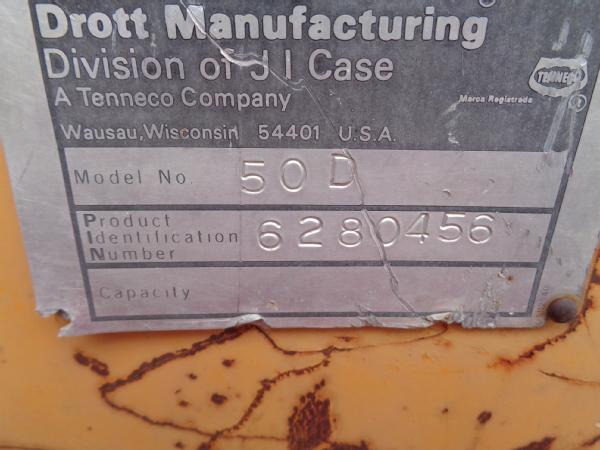 Drott Manufacturing
Division of J I Case
A Tenneco Company
TENNECO
Marca Registrada
Wausau, Wisconsin 54401 U.S.A.
Model No. 50 D
Product
Identification
Number
6280456
Capacity